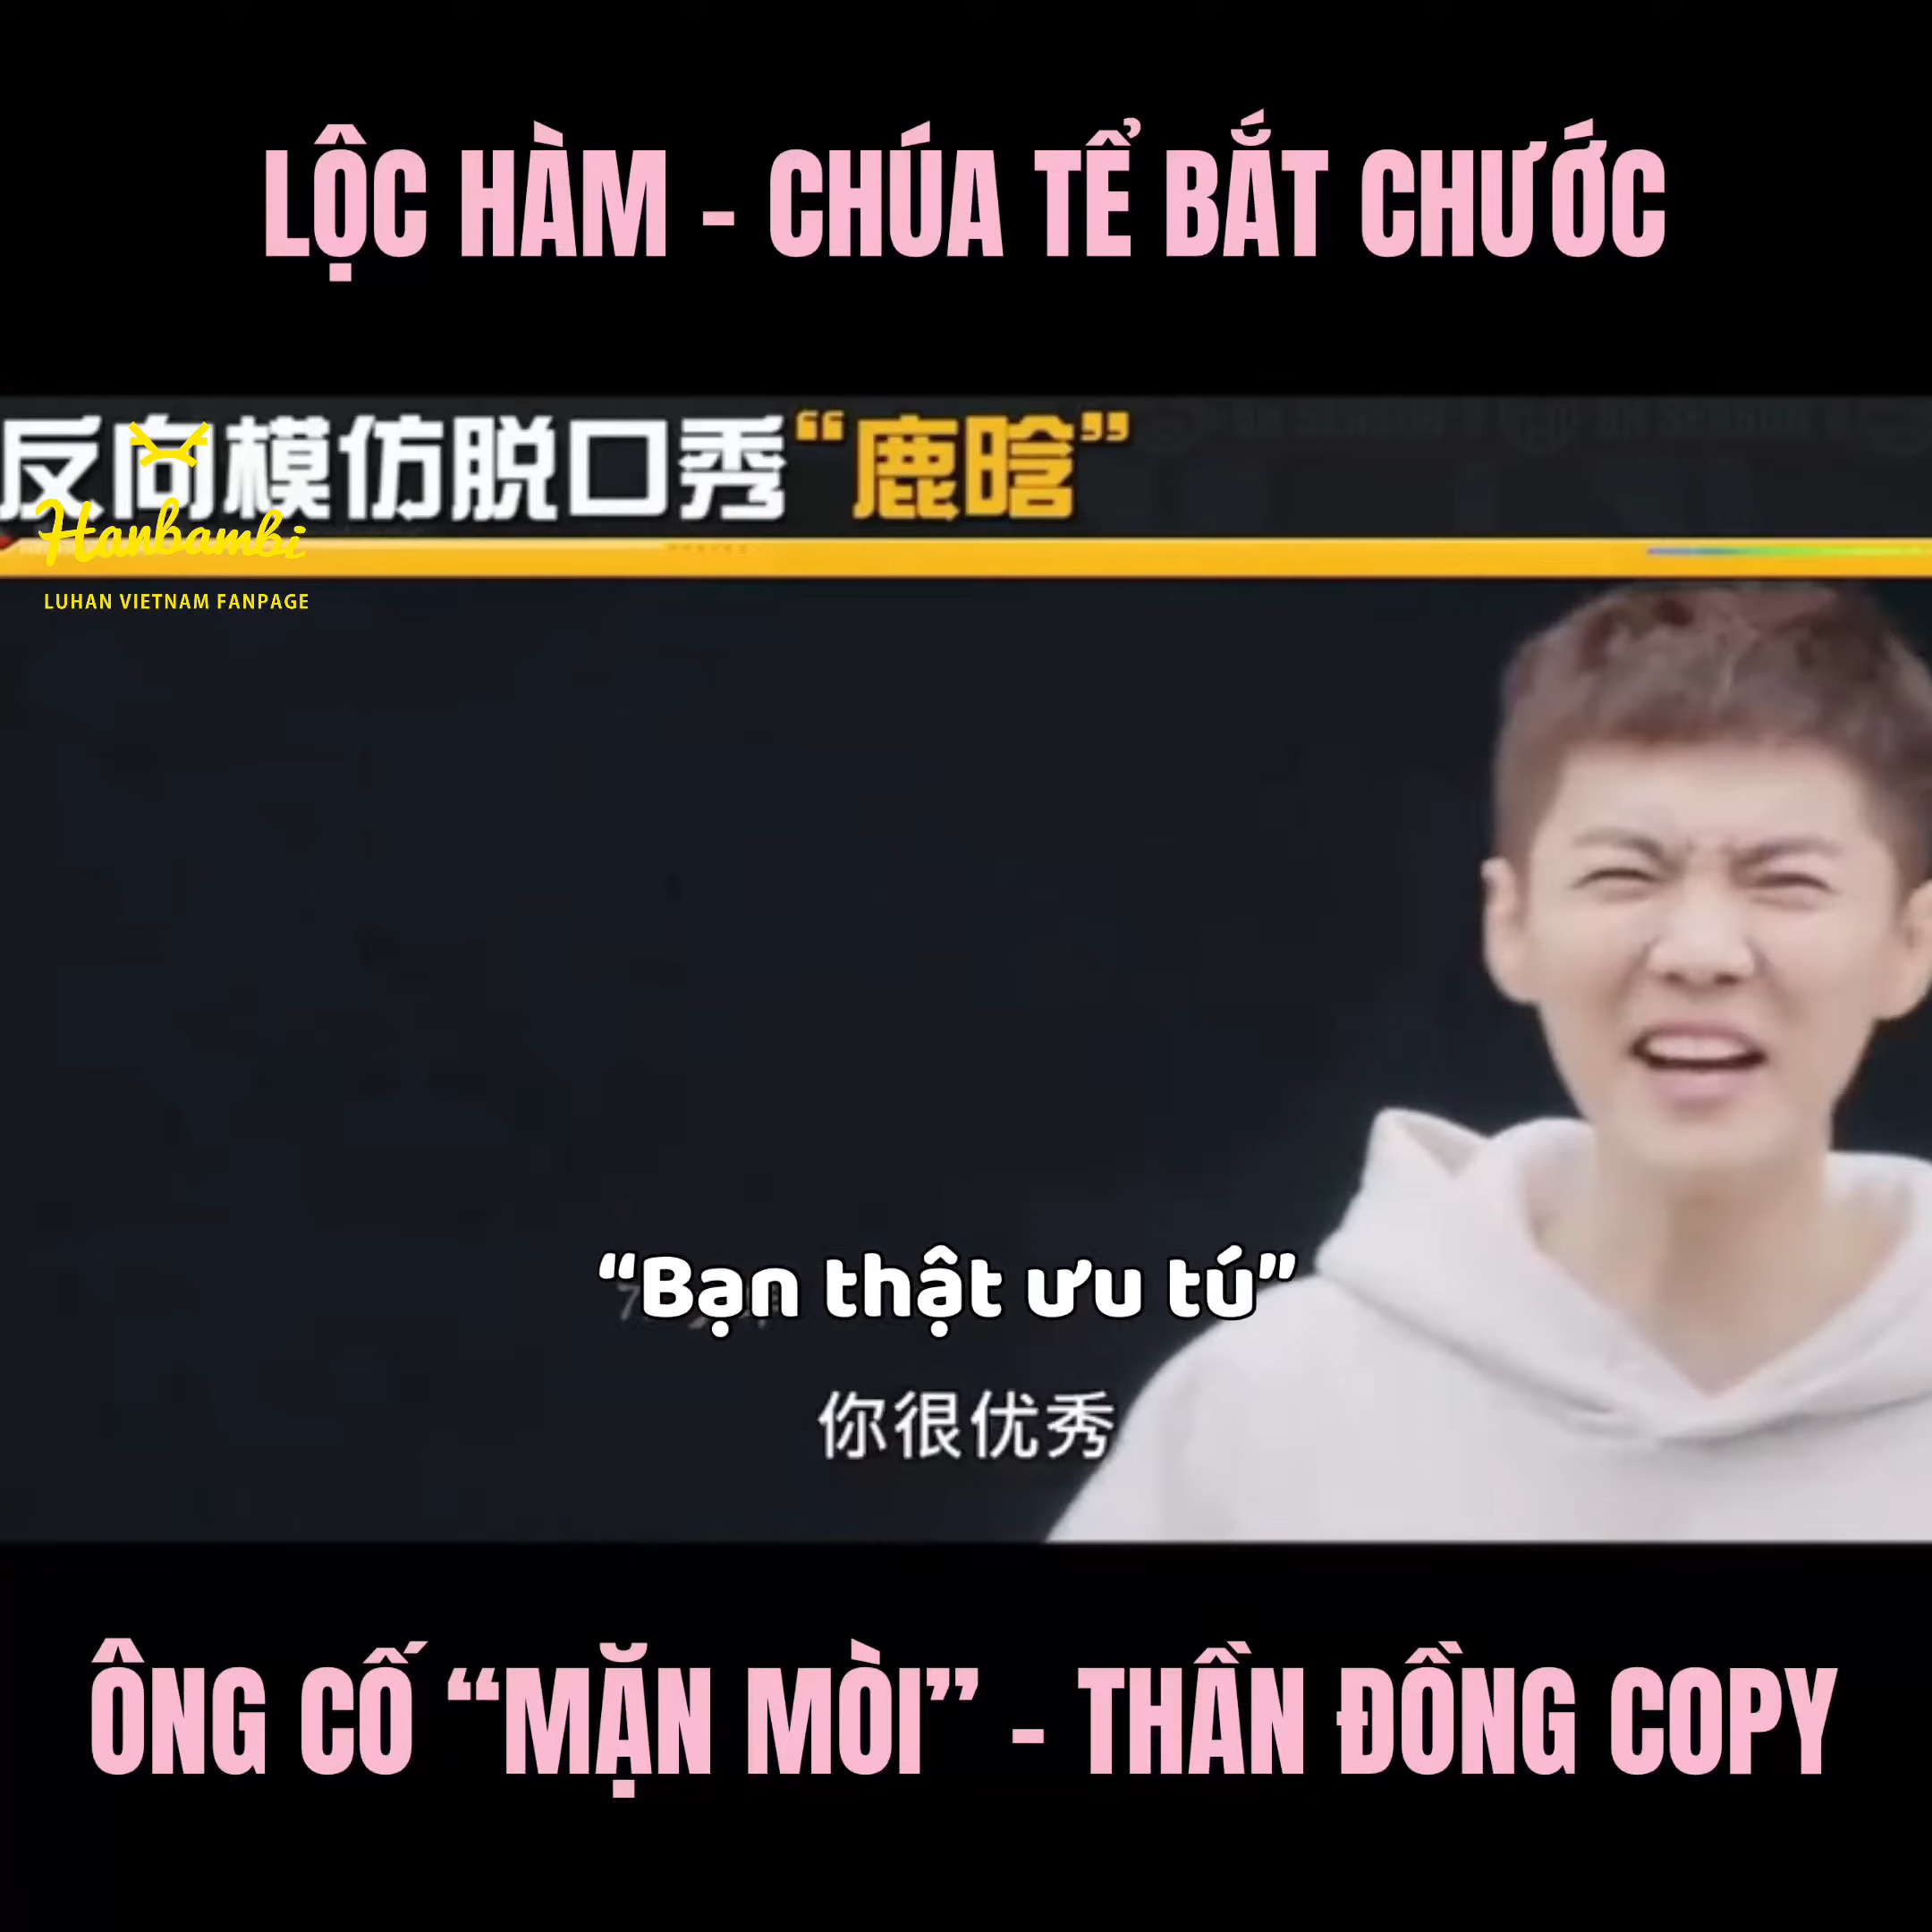 LỘC HÀM - CHÚA TỂ BẮT CHƯỚC
反向模仿脱口秀“鹿晗”
Hanbambi
LUHAN VIETNAM FANPAGE
“Bạn thật ưu tú”
你很优秀
ÔNG CỐ “MẶN MÒI” - THẦN ĐỒNG COPY